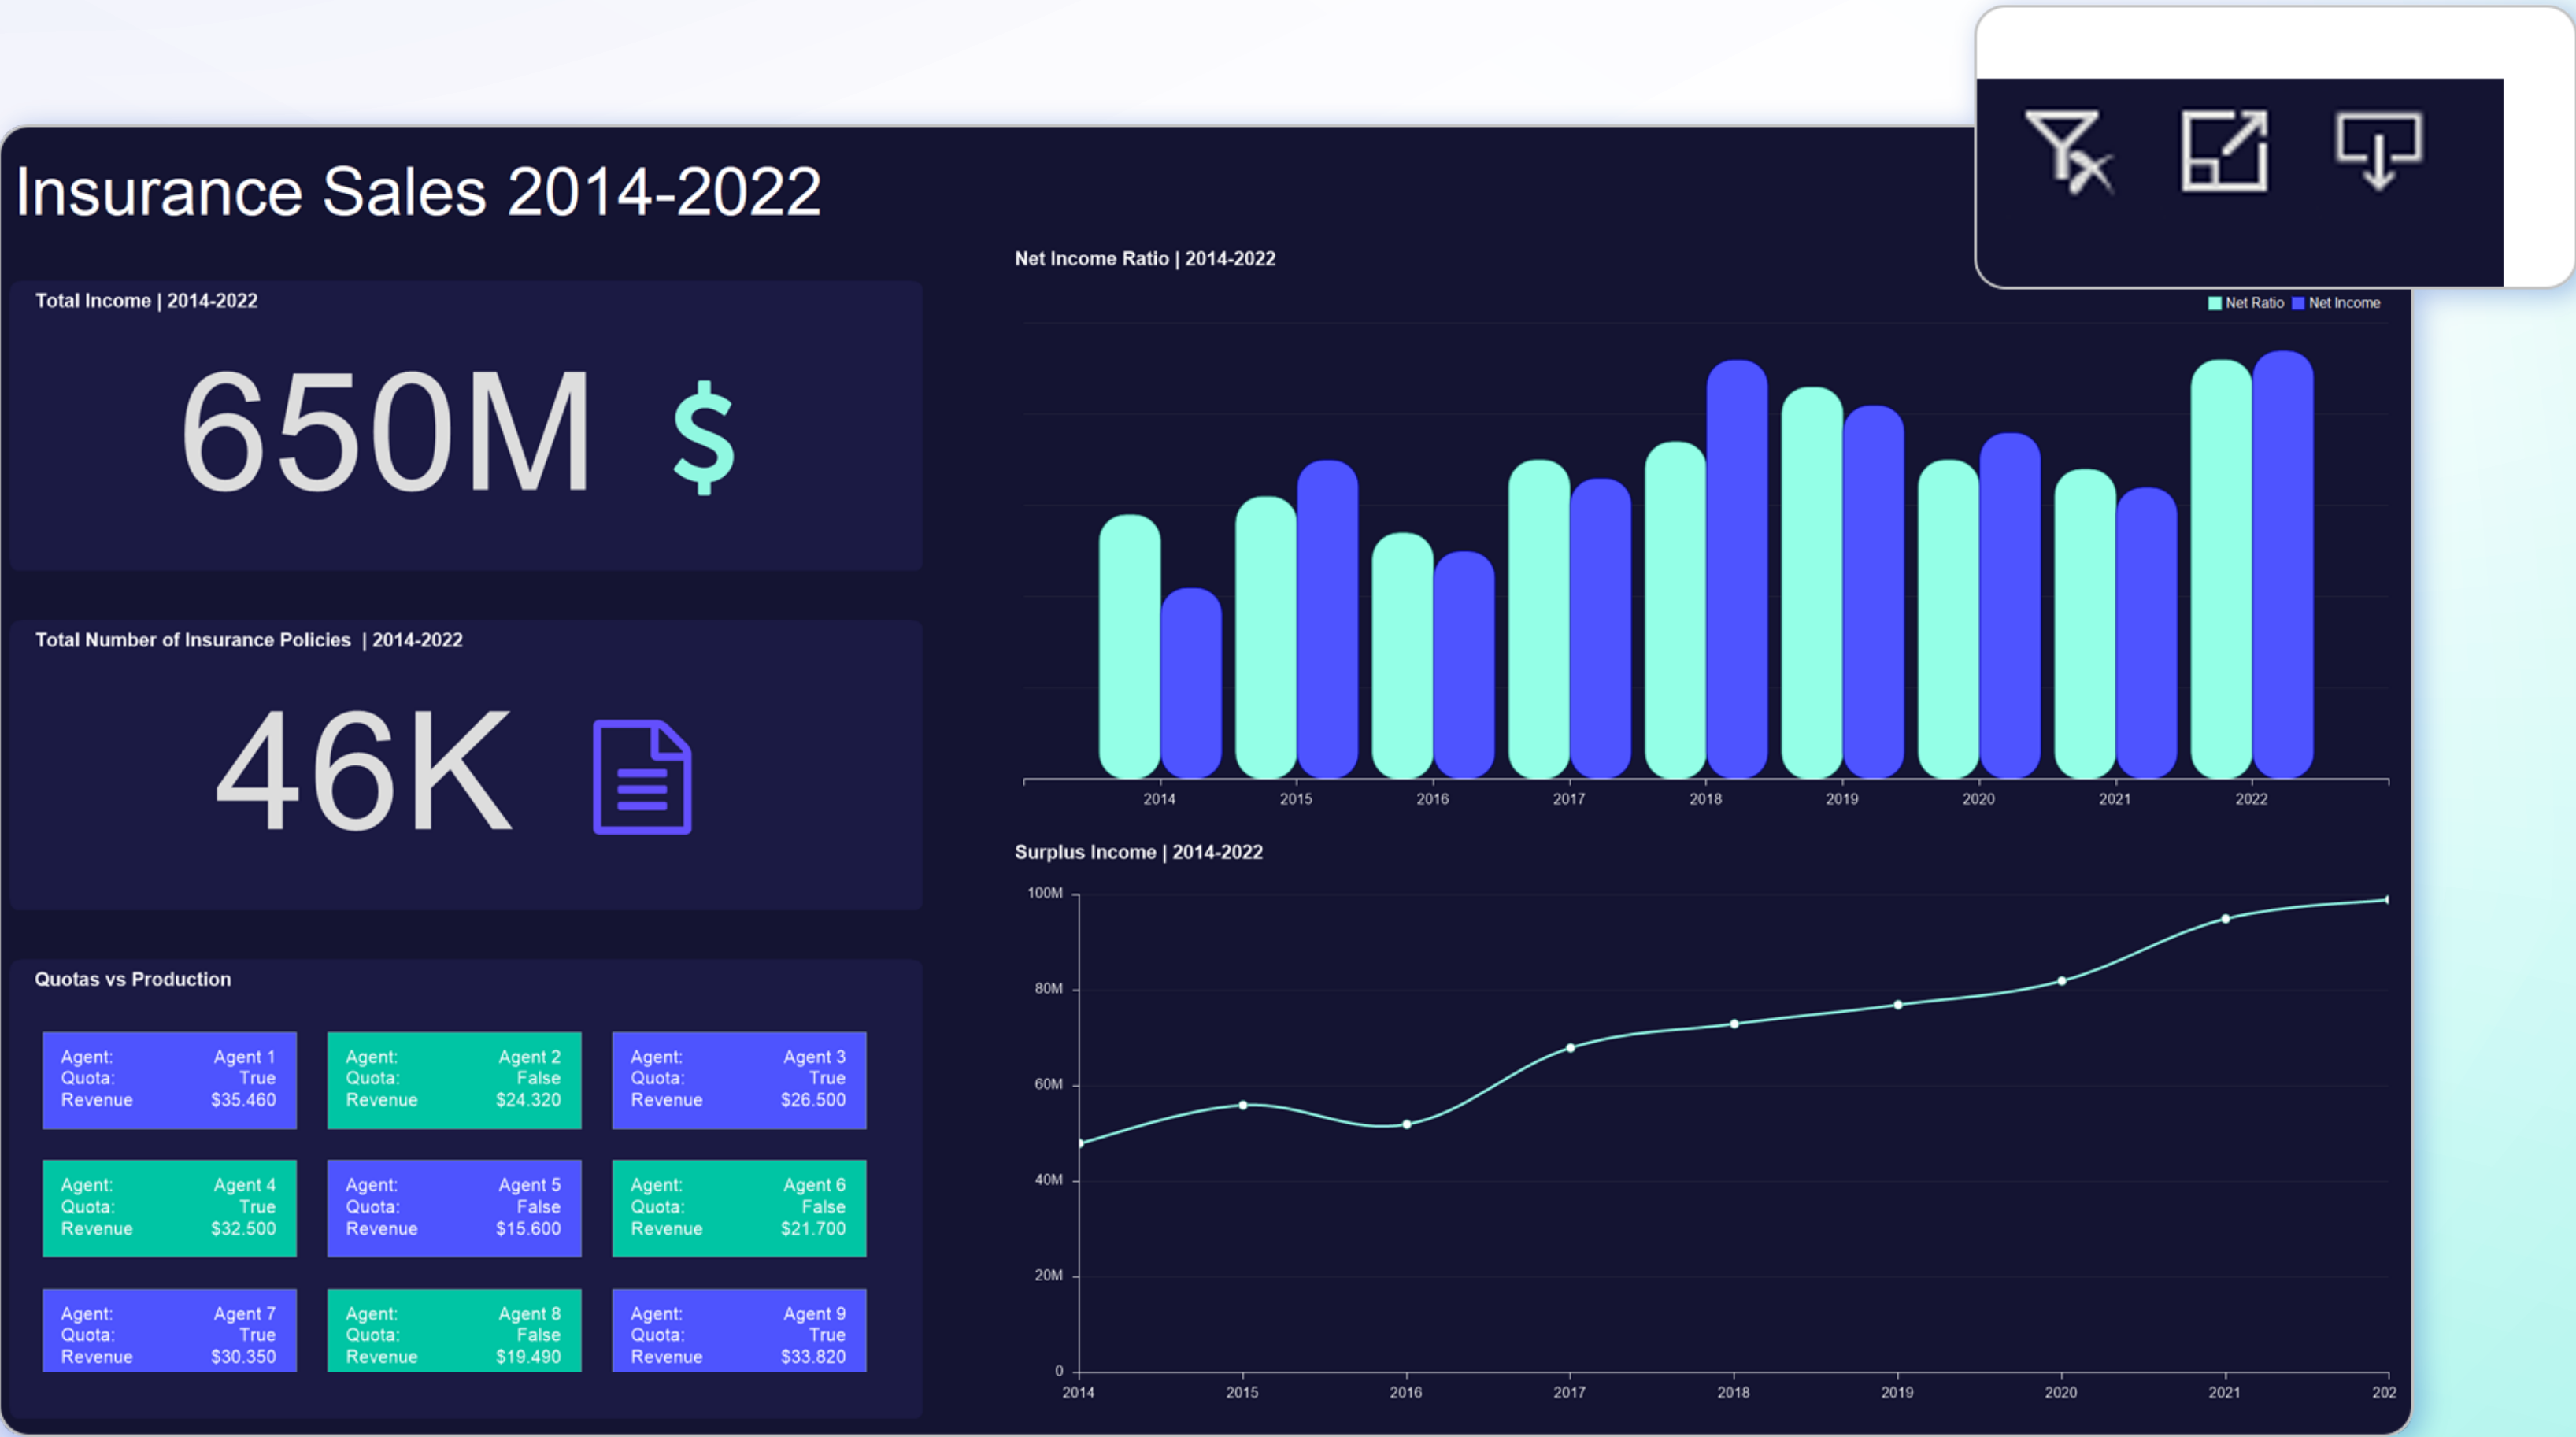 Insurance Sales 2014-2022
Total Income | 2014-2022
650M $
Total Number of Insurance Policies | 2014-2022
46K
Quotas vs Production
Agent: Agent 1
Quota: True
Revenue $35.460
Agent: Agent 2
Quota: False
Revenue $24.320
Agent: Agent 3
Quota: True
Revenue $26.500
Agent: Agent 4
Quota: True
Revenue $32.500
Agent: Agent 5
Quota: False
Revenue $15.600
Agent: Agent 6
Quota: False
Revenue $21.700
Agent: Agent 7
Quota: True
Revenue $30.350
Agent: Agent 8
Quota: False
Revenue $19.490
Agent: Agent 9
Quota: True
Revenue $33.820
Net Income Ratio | 2014-2022
Net Ratio Net Income
2014 2015 2016 2017 2018 2019 2020 2021 2022
Surplus Income | 2014-2022
100M
80M
60M
40M
20M
0
2014 2015 2016 2017 2018 2019 2020 2021 202